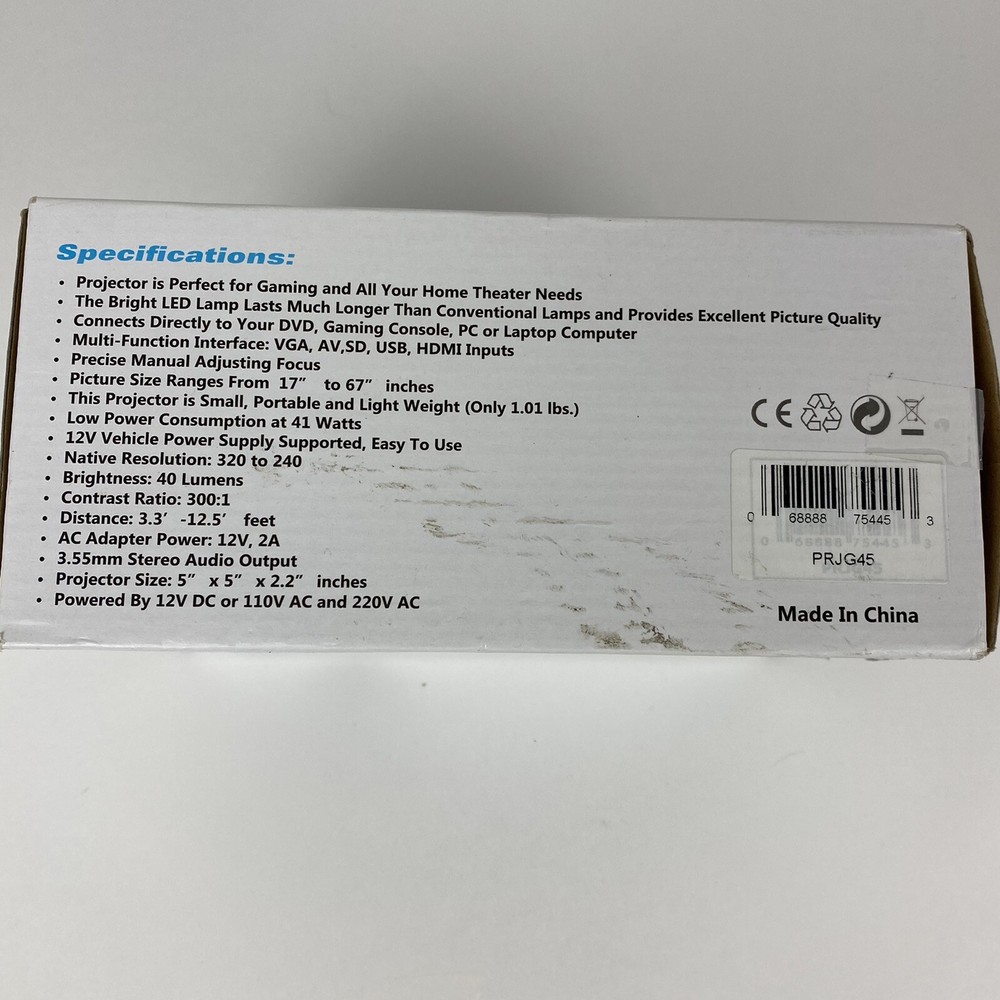 Specifications:
• Projector is Perfect for Gaming and All Your Home Theater Needs
• The Bright LED Lamp Lasts Much Longer Than Conventional Lamps and Provides Excellent Picture Quality
• Connects Directly to Your DVD, Gaming Console, PC or Laptop Computer
• Multi-Function Interface: VGA, AV,SD, USB, HDMI Inputs
• Precise Manual Adjusting Focus
• Picture Size Ranges From 17” to 67” inches
• This Projector is Small, Portable and Light Weight (Only 1.01 lbs.)
• Low Power Consumption at 41 Watts
• 12V Vehicle Power Supply Supported, Easy To Use
• Native Resolution: 320 to 240
• Brightness: 40 Lumens
• Contrast Ratio: 300:1
• Distance: 3.3’ -12.5’ feet
• AC Adapter Power: 12V, 2A
• 3.55mm Stereo Audio Output
• Projector Size: 5” x 5” x 2.2” inches
• Powered By 12V DC or 110V AC and 220V AC
CE
0 68888 75445 3
0 68888 75445 3
PRJG45
PRJG45
Made In China